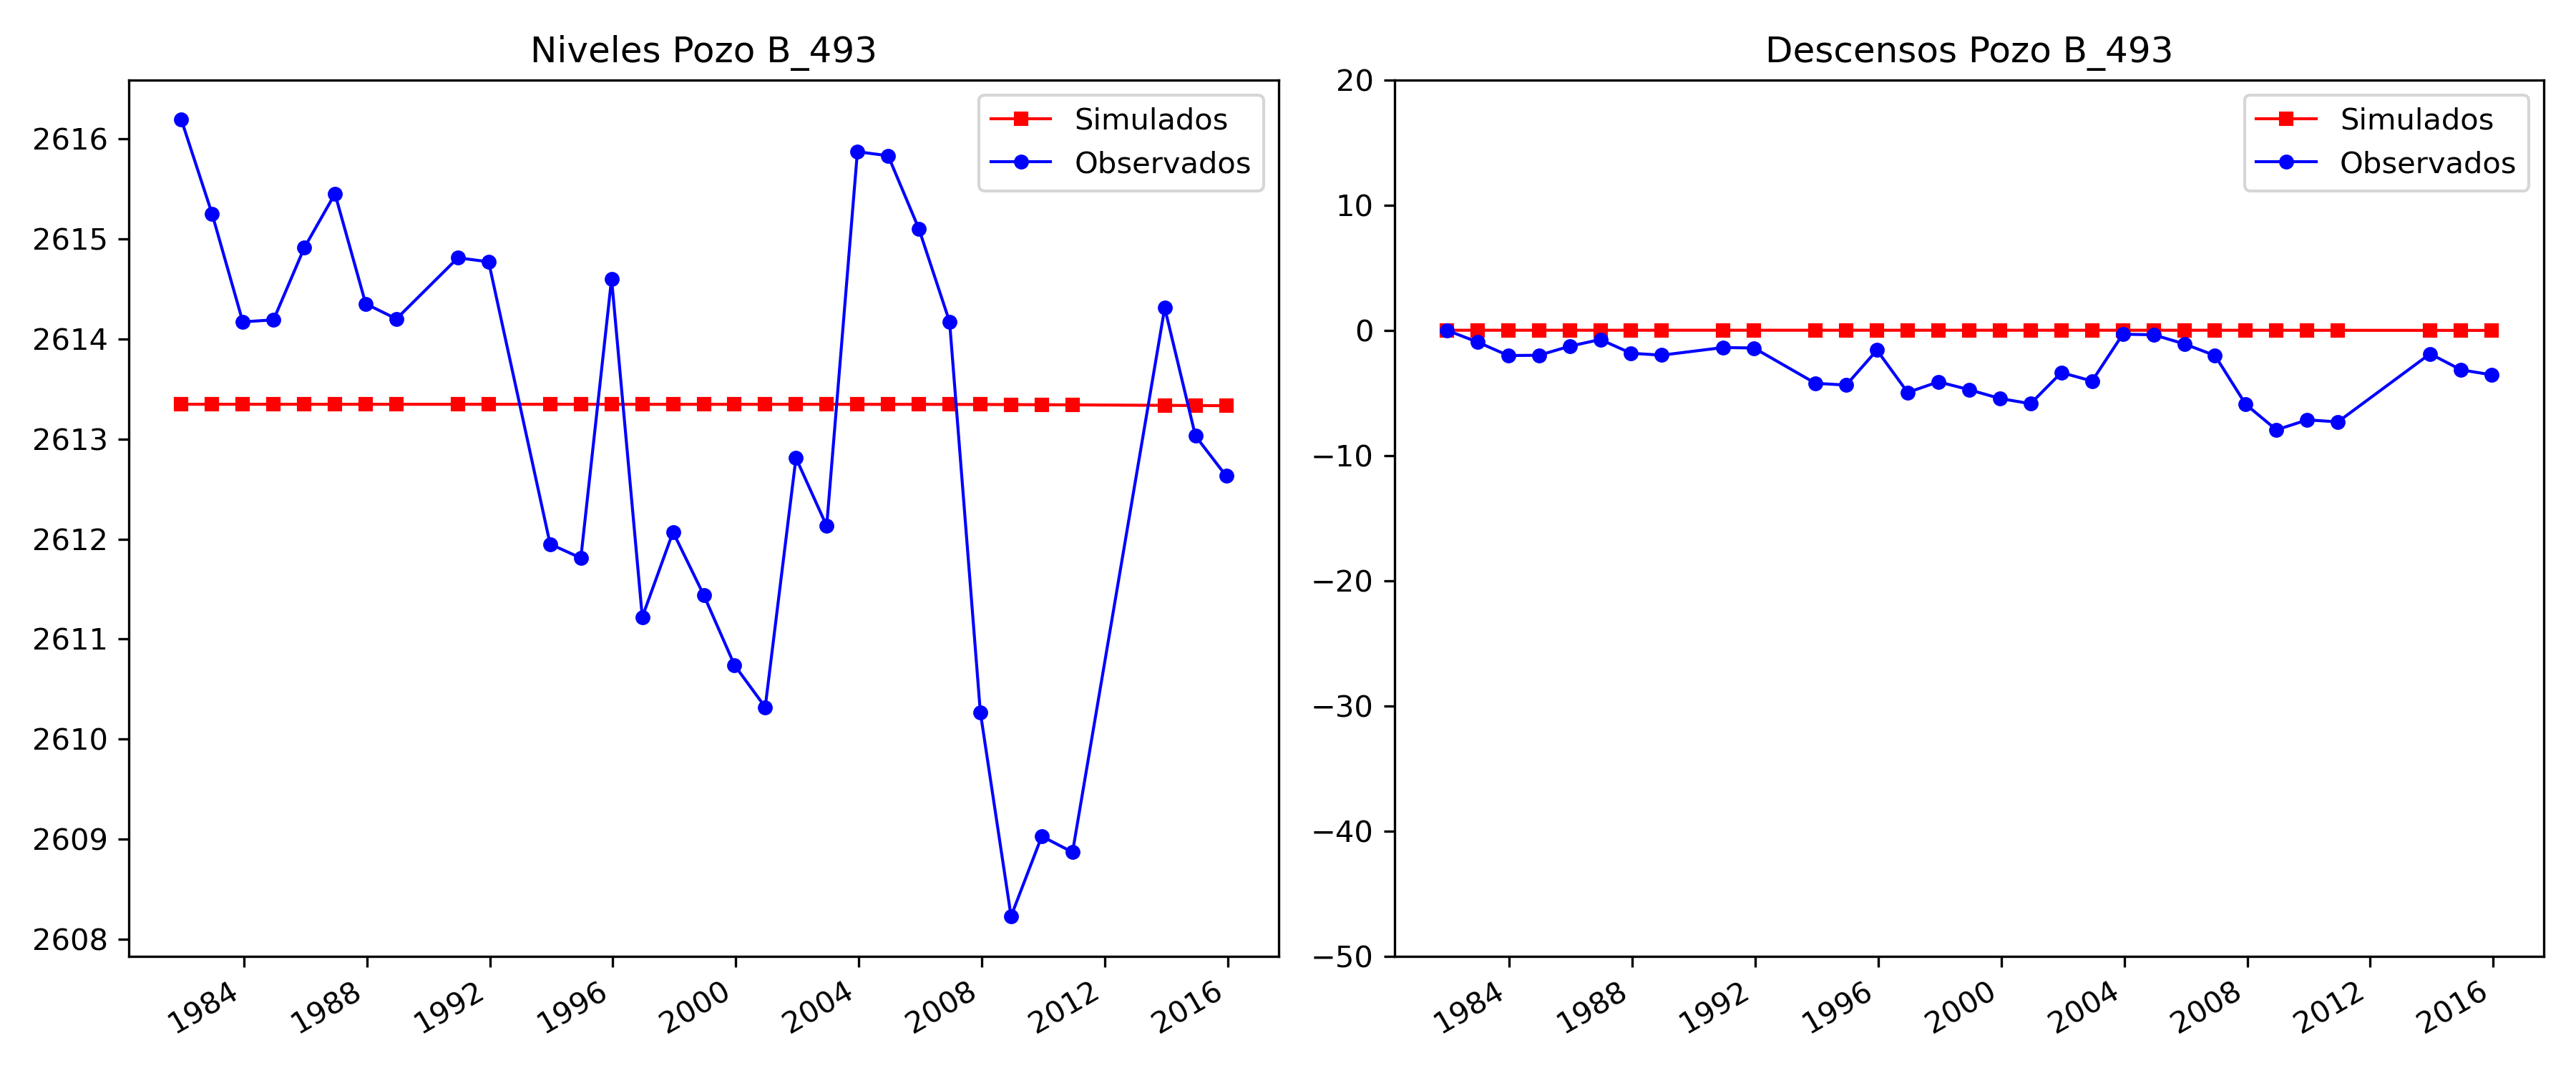 Niveles Pozo B_493
Simulados
Observados
2616
2615
2614
2613
2612
2611
2610
2609
2608
1984 1988 1992 1996 2000 2004 2008 2012 2016
Descensos Pozo B_493
Simulados
Observados
20
10
0
−10
−20
−30
−40
−50
1984 1988 1992 1996 2000 2004 2008 2012 2016